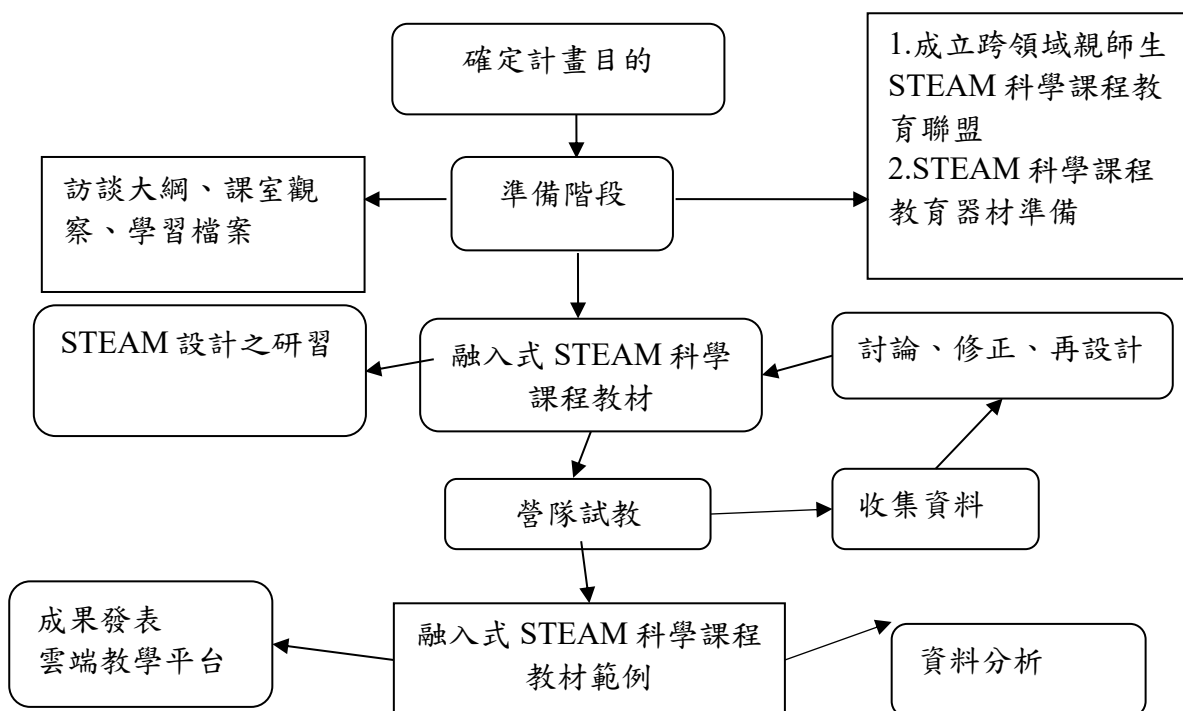 確定計畫目的
1.成立跨領域親師生
STEAM 科學課程教
育聯盟
2.STEAM 科學課程
教育器材準備
訪談大綱、課室觀
察、學習檔案
準備階段
STEAM 設計之研習
融入式 STEAM 科學
課程教材
討論、修正、再設計
營隊試教
收集資料
成果發表
雲端教學平台
融入式 STEAM 科學課程
教材範例
資料分析